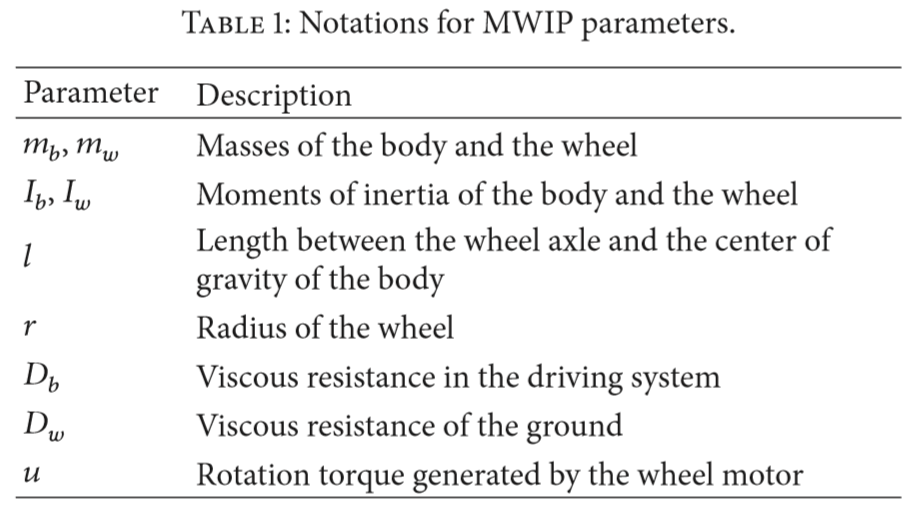 TABLE 1: Notations for MWIP parameters.
Parameter Description
m_b, m_w Masses of the body and the wheel
I_b, I_w Moments of inertia of the body and the wheel
l Length between the wheel axle and the center of
gravity of the body
r Radius of the wheel
D_b Viscous resistance in the driving system
D_w Viscous resistance of the ground
u Rotation torque generated by the wheel motor